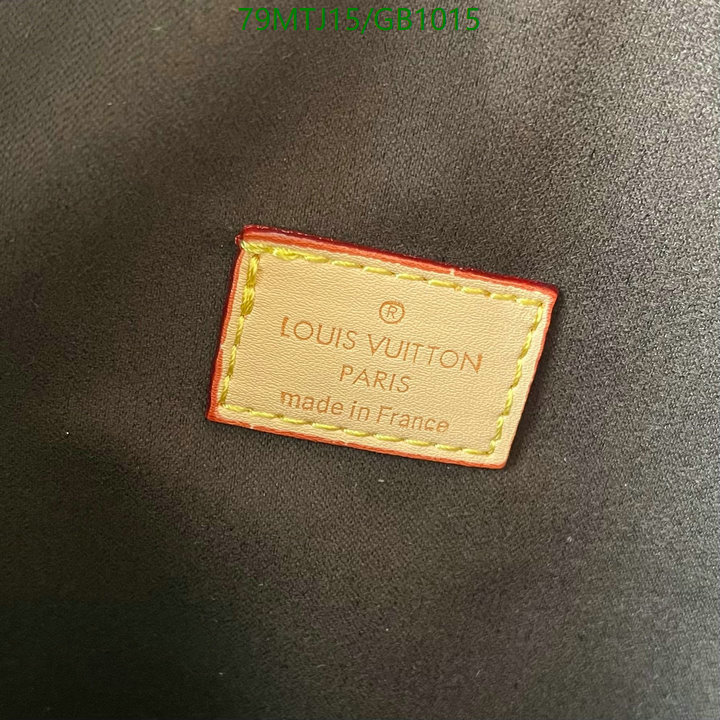 79MTJ15/GB1015
®
LOUIS VUITTON
PARIS
made in France